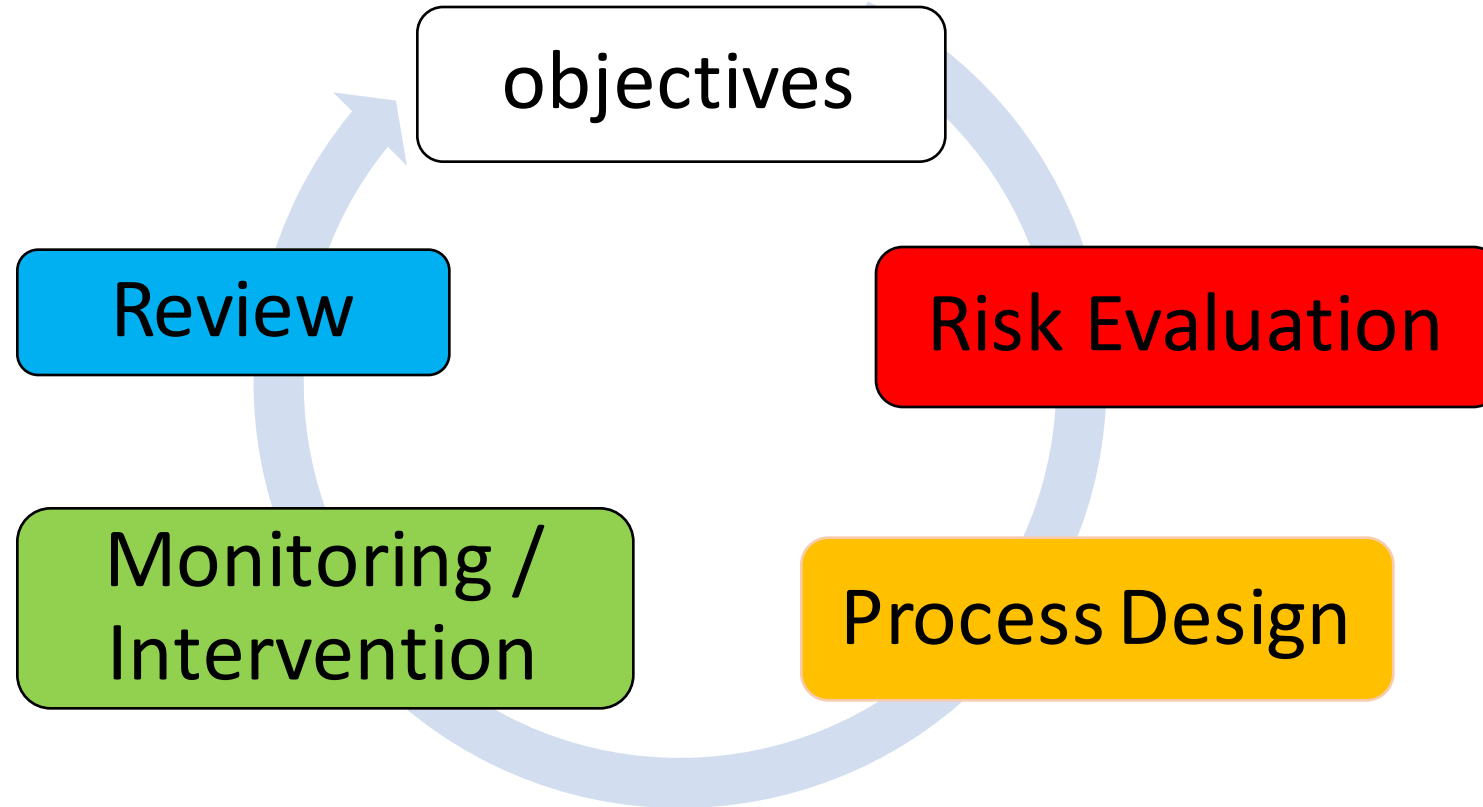 objectives
Review
Risk Evaluation
Monitoring /
Intervention
Process Design